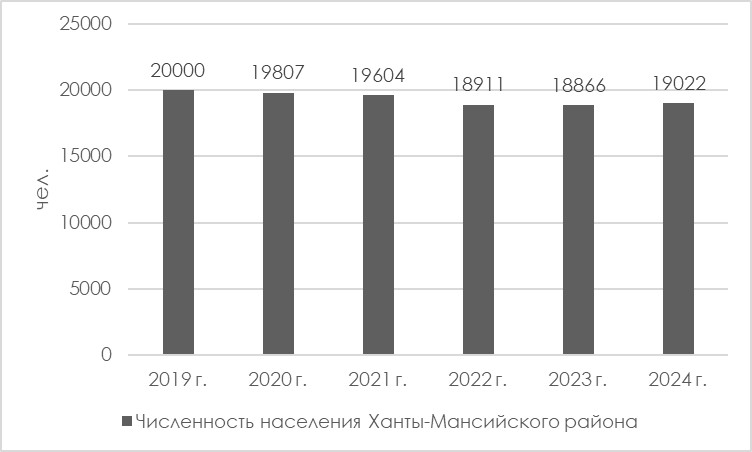 25000
20000
15000
10000
5000
0
чел.
20000
19807
19604
18911
18866
19022
2019 г.
2020 г.
2021 г.
2022 г.
2023 г.
2024 г.
Численность населения Ханты-Мансийского района